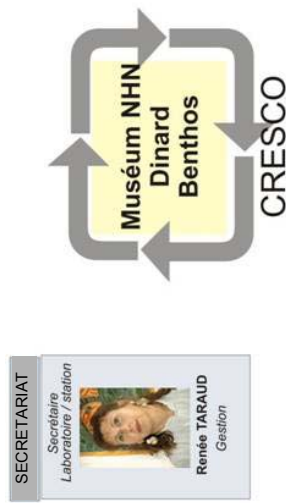 SECRETARIAT
Secrétaire
Laboratoire / station
Renée TARAUD
Gestion
Muséum NHN
Dinard
Benthos
CRESCO